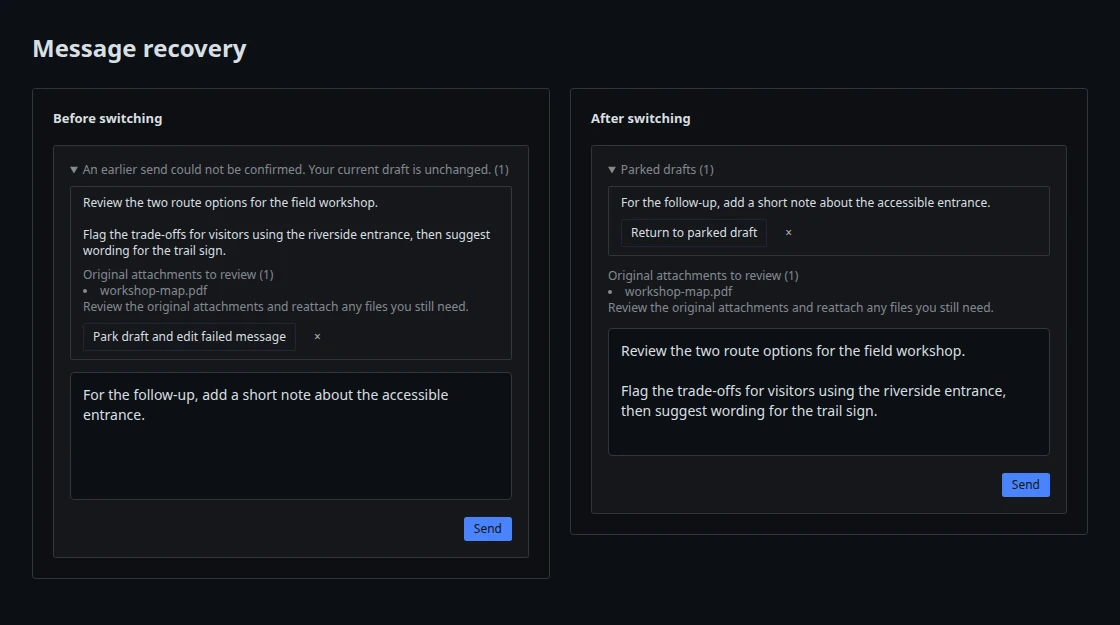 Message recovery
Before switching
▼ An earlier send could not be confirmed. Your current draft is unchanged. (1)
Review the two route options for the field workshop.
Flag the trade-offs for visitors using the riverside entrance, then suggest
wording for the trail sign.
Original attachments to review (1)
• workshop-map.pdf
Review the original attachments and reattach any files you still need.
Park draft and edit failed message ×
For the follow-up, add a short note about the accessible
entrance.
Send
After switching
▼ Parked drafts (1)
For the follow-up, add a short note about the accessible entrance.
Return to parked draft ×
Original attachments to review (1)
• workshop-map.pdf
Review the original attachments and reattach any files you still need.
Review the two route options for the field workshop.
Flag the trade-offs for visitors using the riverside entrance,
then suggest wording for the trail sign.
Send